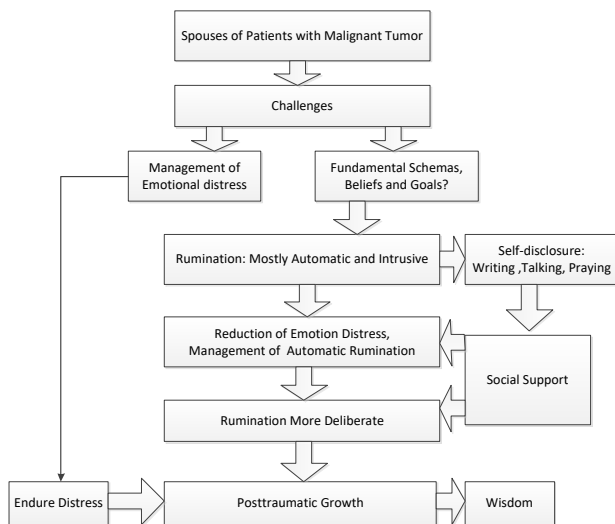 Spouses of Patients with Malignant Tumor
Challenges
Management of
Emotional distress
Fundamental Schemas,
Beliefs and Goals?
Rumination: Mostly Automatic and Intrusive
Self-disclosure:
Writing ,Talking, Praying
Reduction of Emotion Distress,
Management of Automatic Rumination
Social Support
Rumination More Deliberate
Endure Distress
Posttraumatic Growth
Wisdom